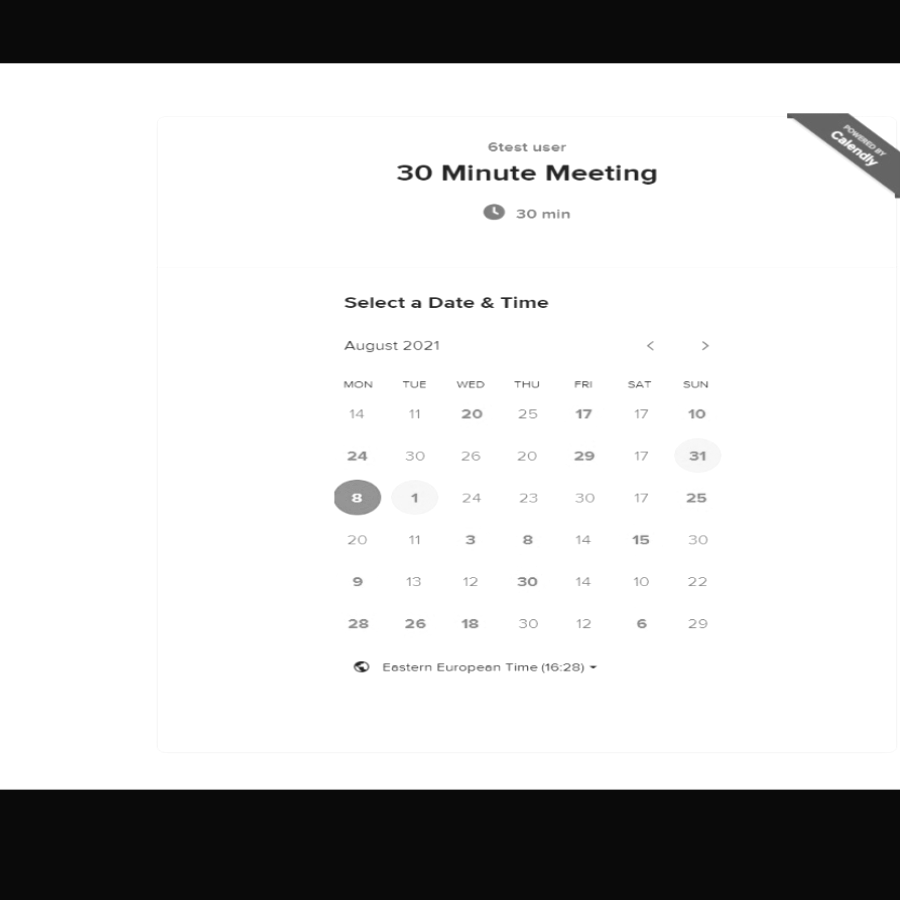 POWERED BY
Calendly
6test user
30 Minute Meeting
30 min
Select a Date & Time
August 2021 < >
MON TUE WED THU FRI SAT SUN
14 11 20 25 17 17 10
24 30 26 20 29 17 31
8 1 24 23 30 17 25
20 11 3 8 14 15 30
9 13 12 30 14 10 22
28 26 18 30 12 6 29
Eastern European Time (16:28)